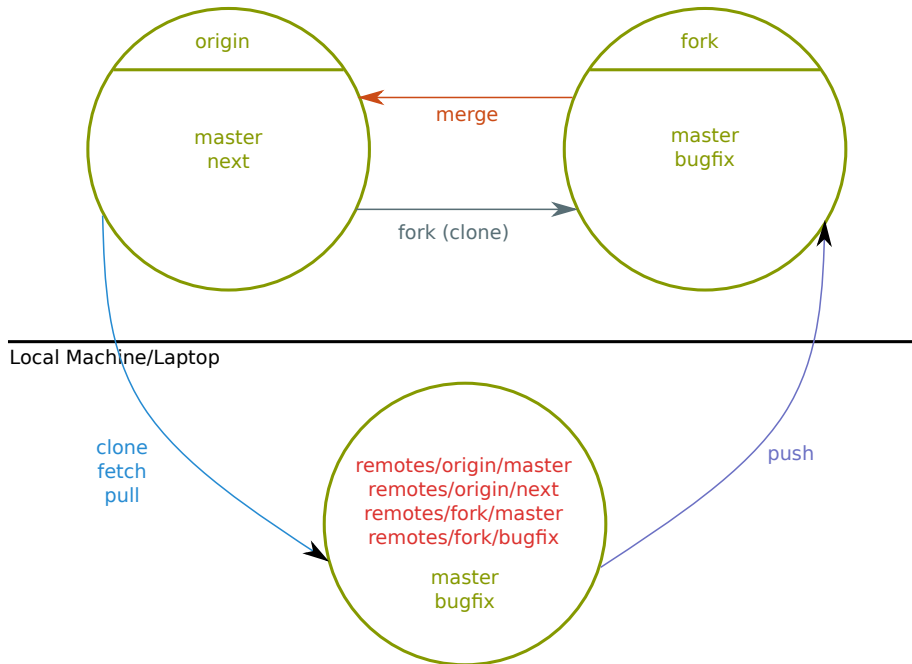 origin
fork
merge
master
next
master
bugfix
fork (clone)
Local Machine/Laptop
clone
fetch
pull
push
remotes/origin/master
remotes/origin/next
remotes/fork/master
remotes/fork/bugfix
master
bugfix